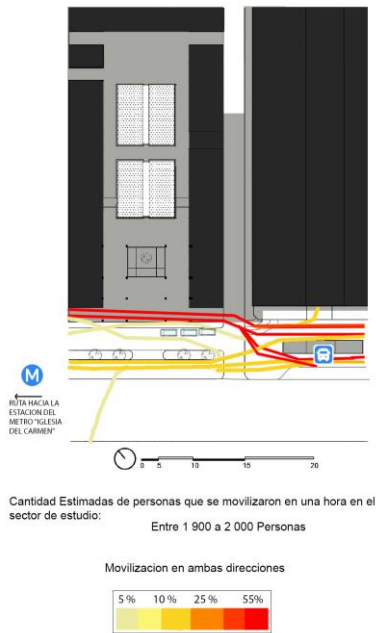 M
RUTA HACIA LA
ESTACION DEL
METRO "IGLESIA
DEL CARMEN"
0 5 10 15 20
Cantidad Estimadas de personas que se movilizaron en una hora en el
sector de estudio:
Entre 1 900 a 2 000 Personas
Movilizacion en ambas direcciones
5 % 10 % 25 % 55%